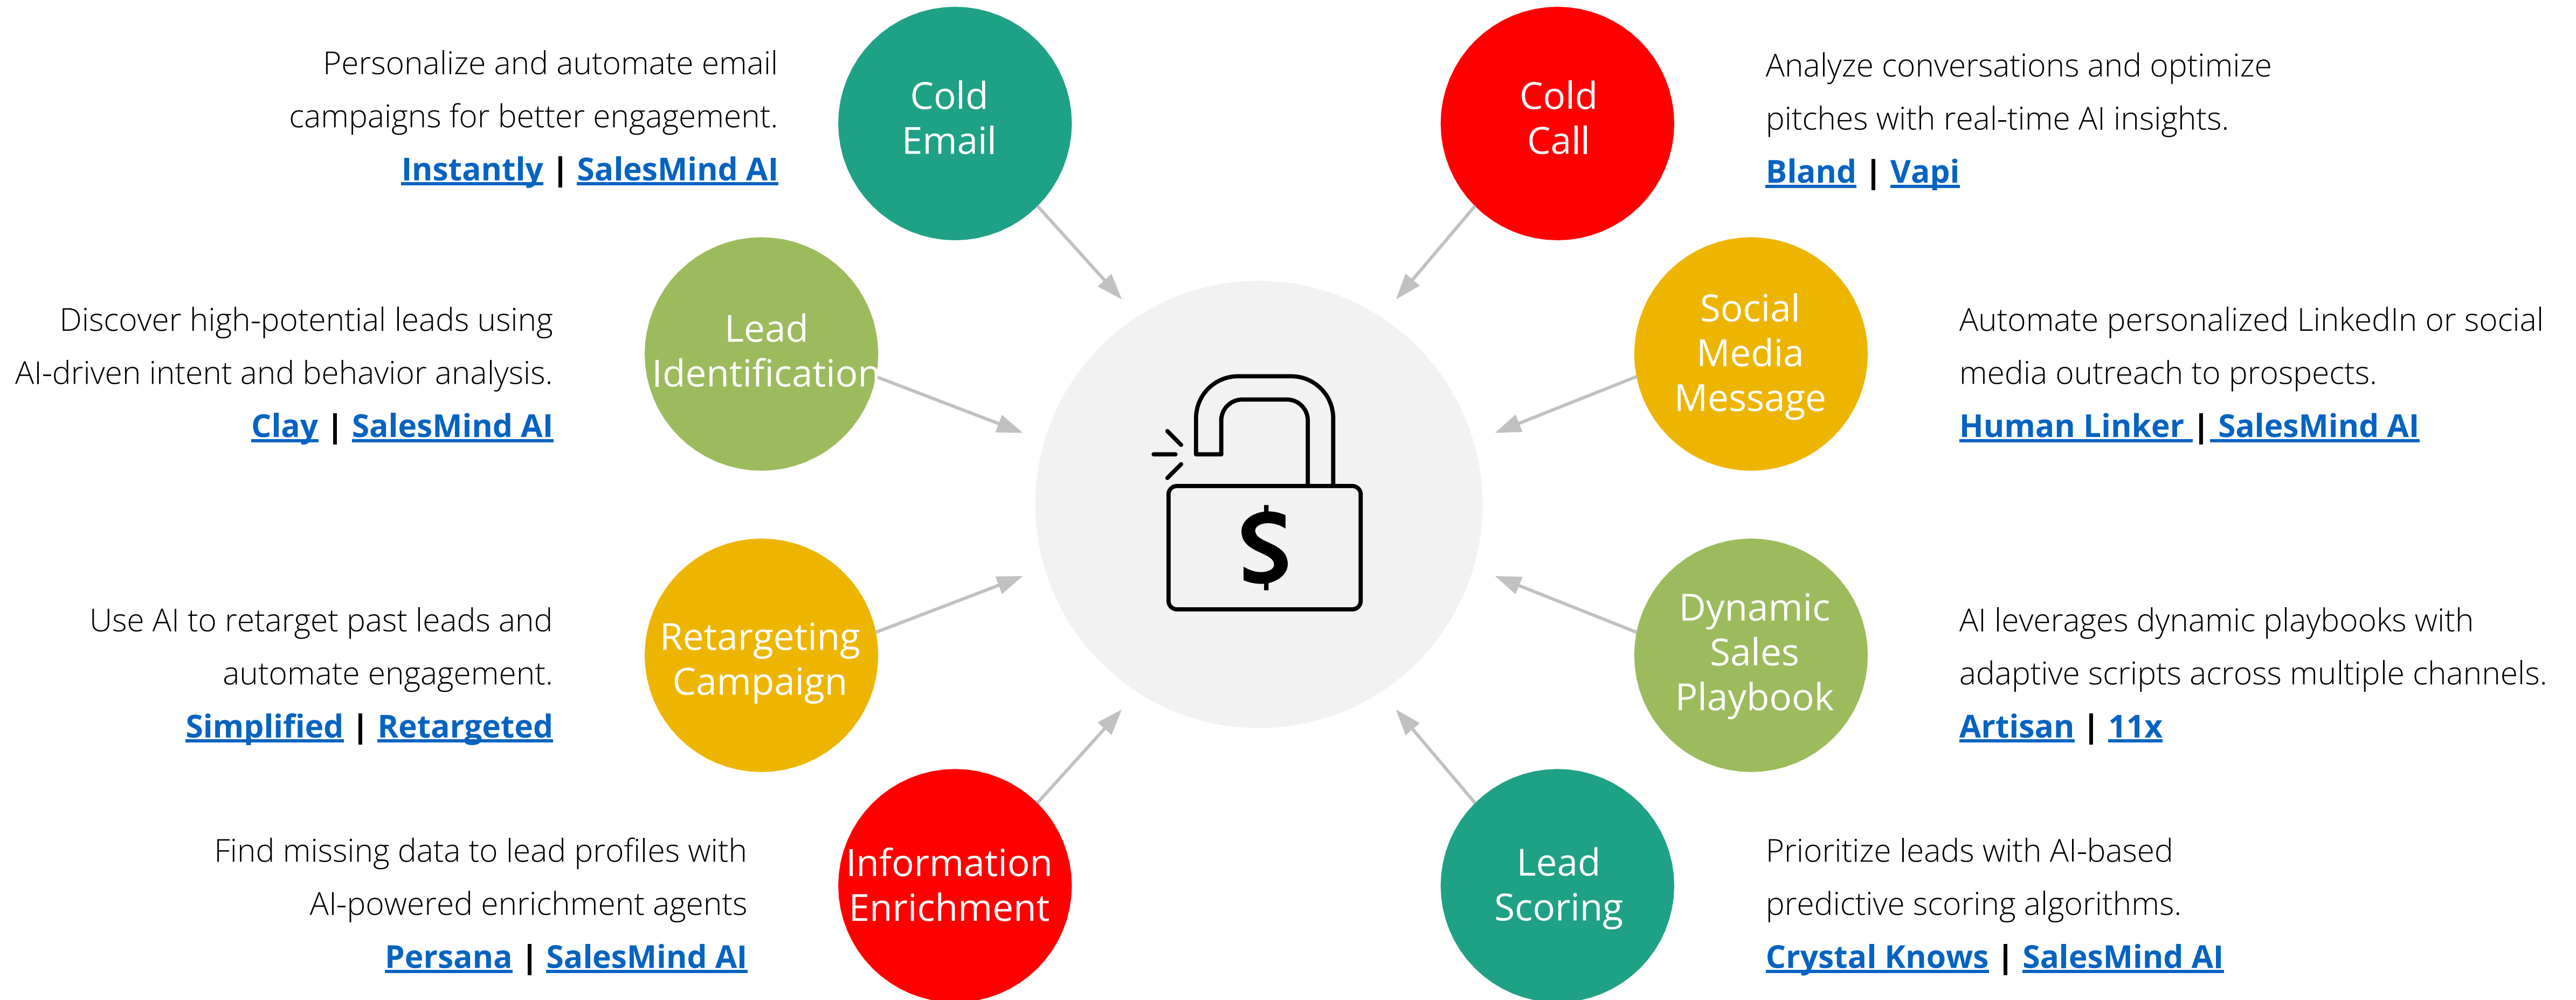 Personalize and automate email
campaigns for better engagement.
Instantly | SalesMind AI
Cold
Email
Cold
Call
Analyze conversations and optimize
pitches with real-time AI insights.
Bland | Vapi
Discover high-potential leads using
AI-driven intent and behavior analysis.
Clay | SalesMind AI
Lead
Identification
Social
Media
Message
Automate personalized LinkedIn or social
media outreach to prospects.
Human Linker | SalesMind AI
$
Use AI to retarget past leads and
automate engagement.
Simplified | Retargeted
Retargeting
Campaign
Dynamic
Sales
Playbook
AI leverages dynamic playbooks with
adaptive scripts across multiple channels.
Artisan | 11x
Find missing data to lead profiles with
AI-powered enrichment agents
Persana | SalesMind AI
Information
Enrichment
Lead
Scoring
Prioritize leads with AI-based
predictive scoring algorithms.
Crystal Knows | SalesMind AI